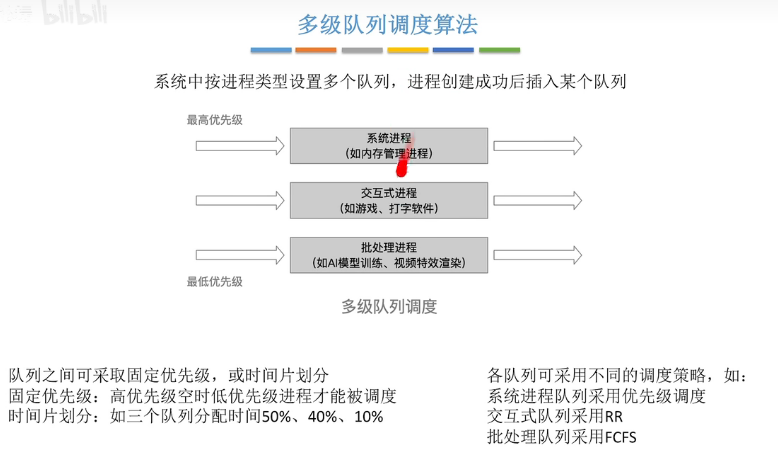 bilibili
多级队列调度算法
系统中按进程类型设置多个队列，进程创建成功后插入某个队列
最高优先级
系统进程
（如内存管理进程）
交互式进程
（如游戏、打字软件）
批处理进程
（如AI模型训练、视频特效渲染）
最低优先级
多级队列调度
队列之间可采取固定优先级，或时间片划分
固定优先级：高优先级空时低优先级进程才能被调度
时间片划分：如三个队列分配时间50%、40%、10%
各队列可采用不同的调度策略，如：
系统进程队列采用优先级调度
交互式队列采用RR
批处理队列采用FCFS